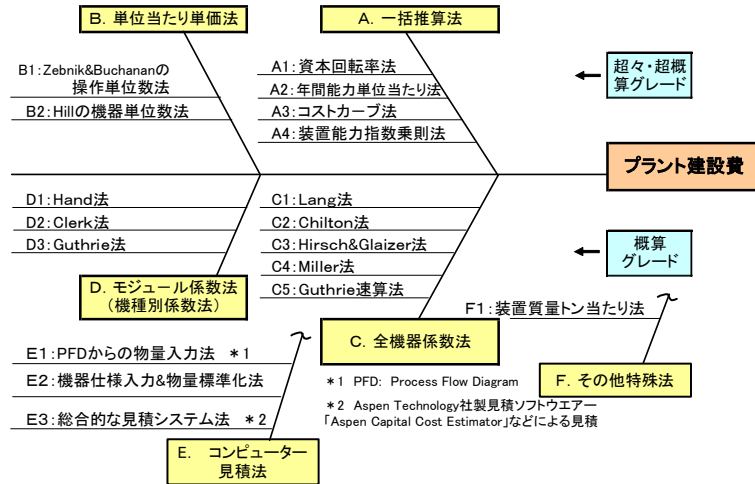 B. 単位当たり単価法
A. 一括推算法
B1:Zebnik&Buchananの
操作単位数法
B2:Hillの機器単位数法
A1:資本回転率法
A2:年間能力単位当たり法
A3:コストカーブ法
A4:装置能力指数乗則法
超々・超概
算グレード
プラント建設費
D1:Hand法
D2:Clerk法
D3:Guthrie法
D. モジュール係数法
(機種別係数法)
C1:Lang法
C2:Chilton法
C3:Hirsch&Glaizer法
C4:Miller法
C5:Guthrie速算法
C. 全機器係数法
概算
グレード
F1:装置質量トン当たり法
F. その他特殊法
E1:PFDからの物量入力法 *1
E2:機器仕様入力&物量標準化法
E3:総合的な見積システム法 *2
E. コンピューター
見積法
*1 PFD: Process Flow Diagram
*2 Aspen Technology社製見積ソフトウエアー
「Aspen Capital Cost Estimator」などによる見積